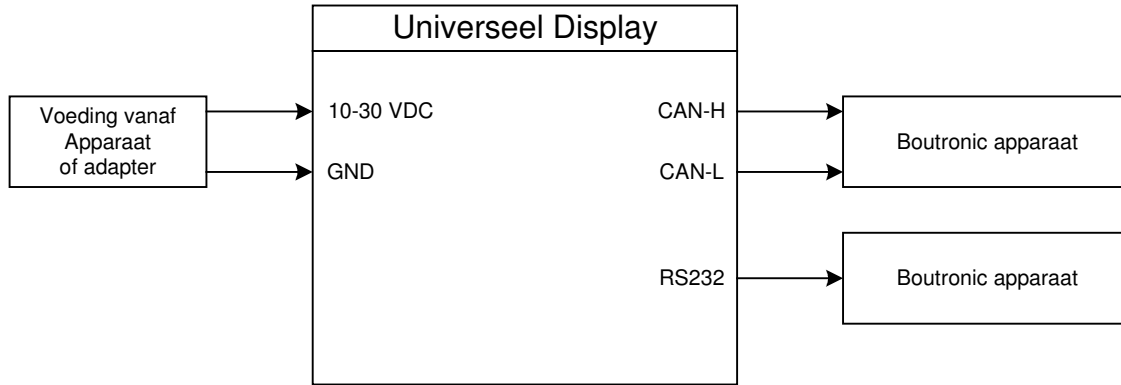 Universeel Display
Voeding vanaf
Apparaat
of adapter
10-30 VDC
GND
CAN-H
CAN-L
RS232
Boutronic apparaat
Boutronic apparaat